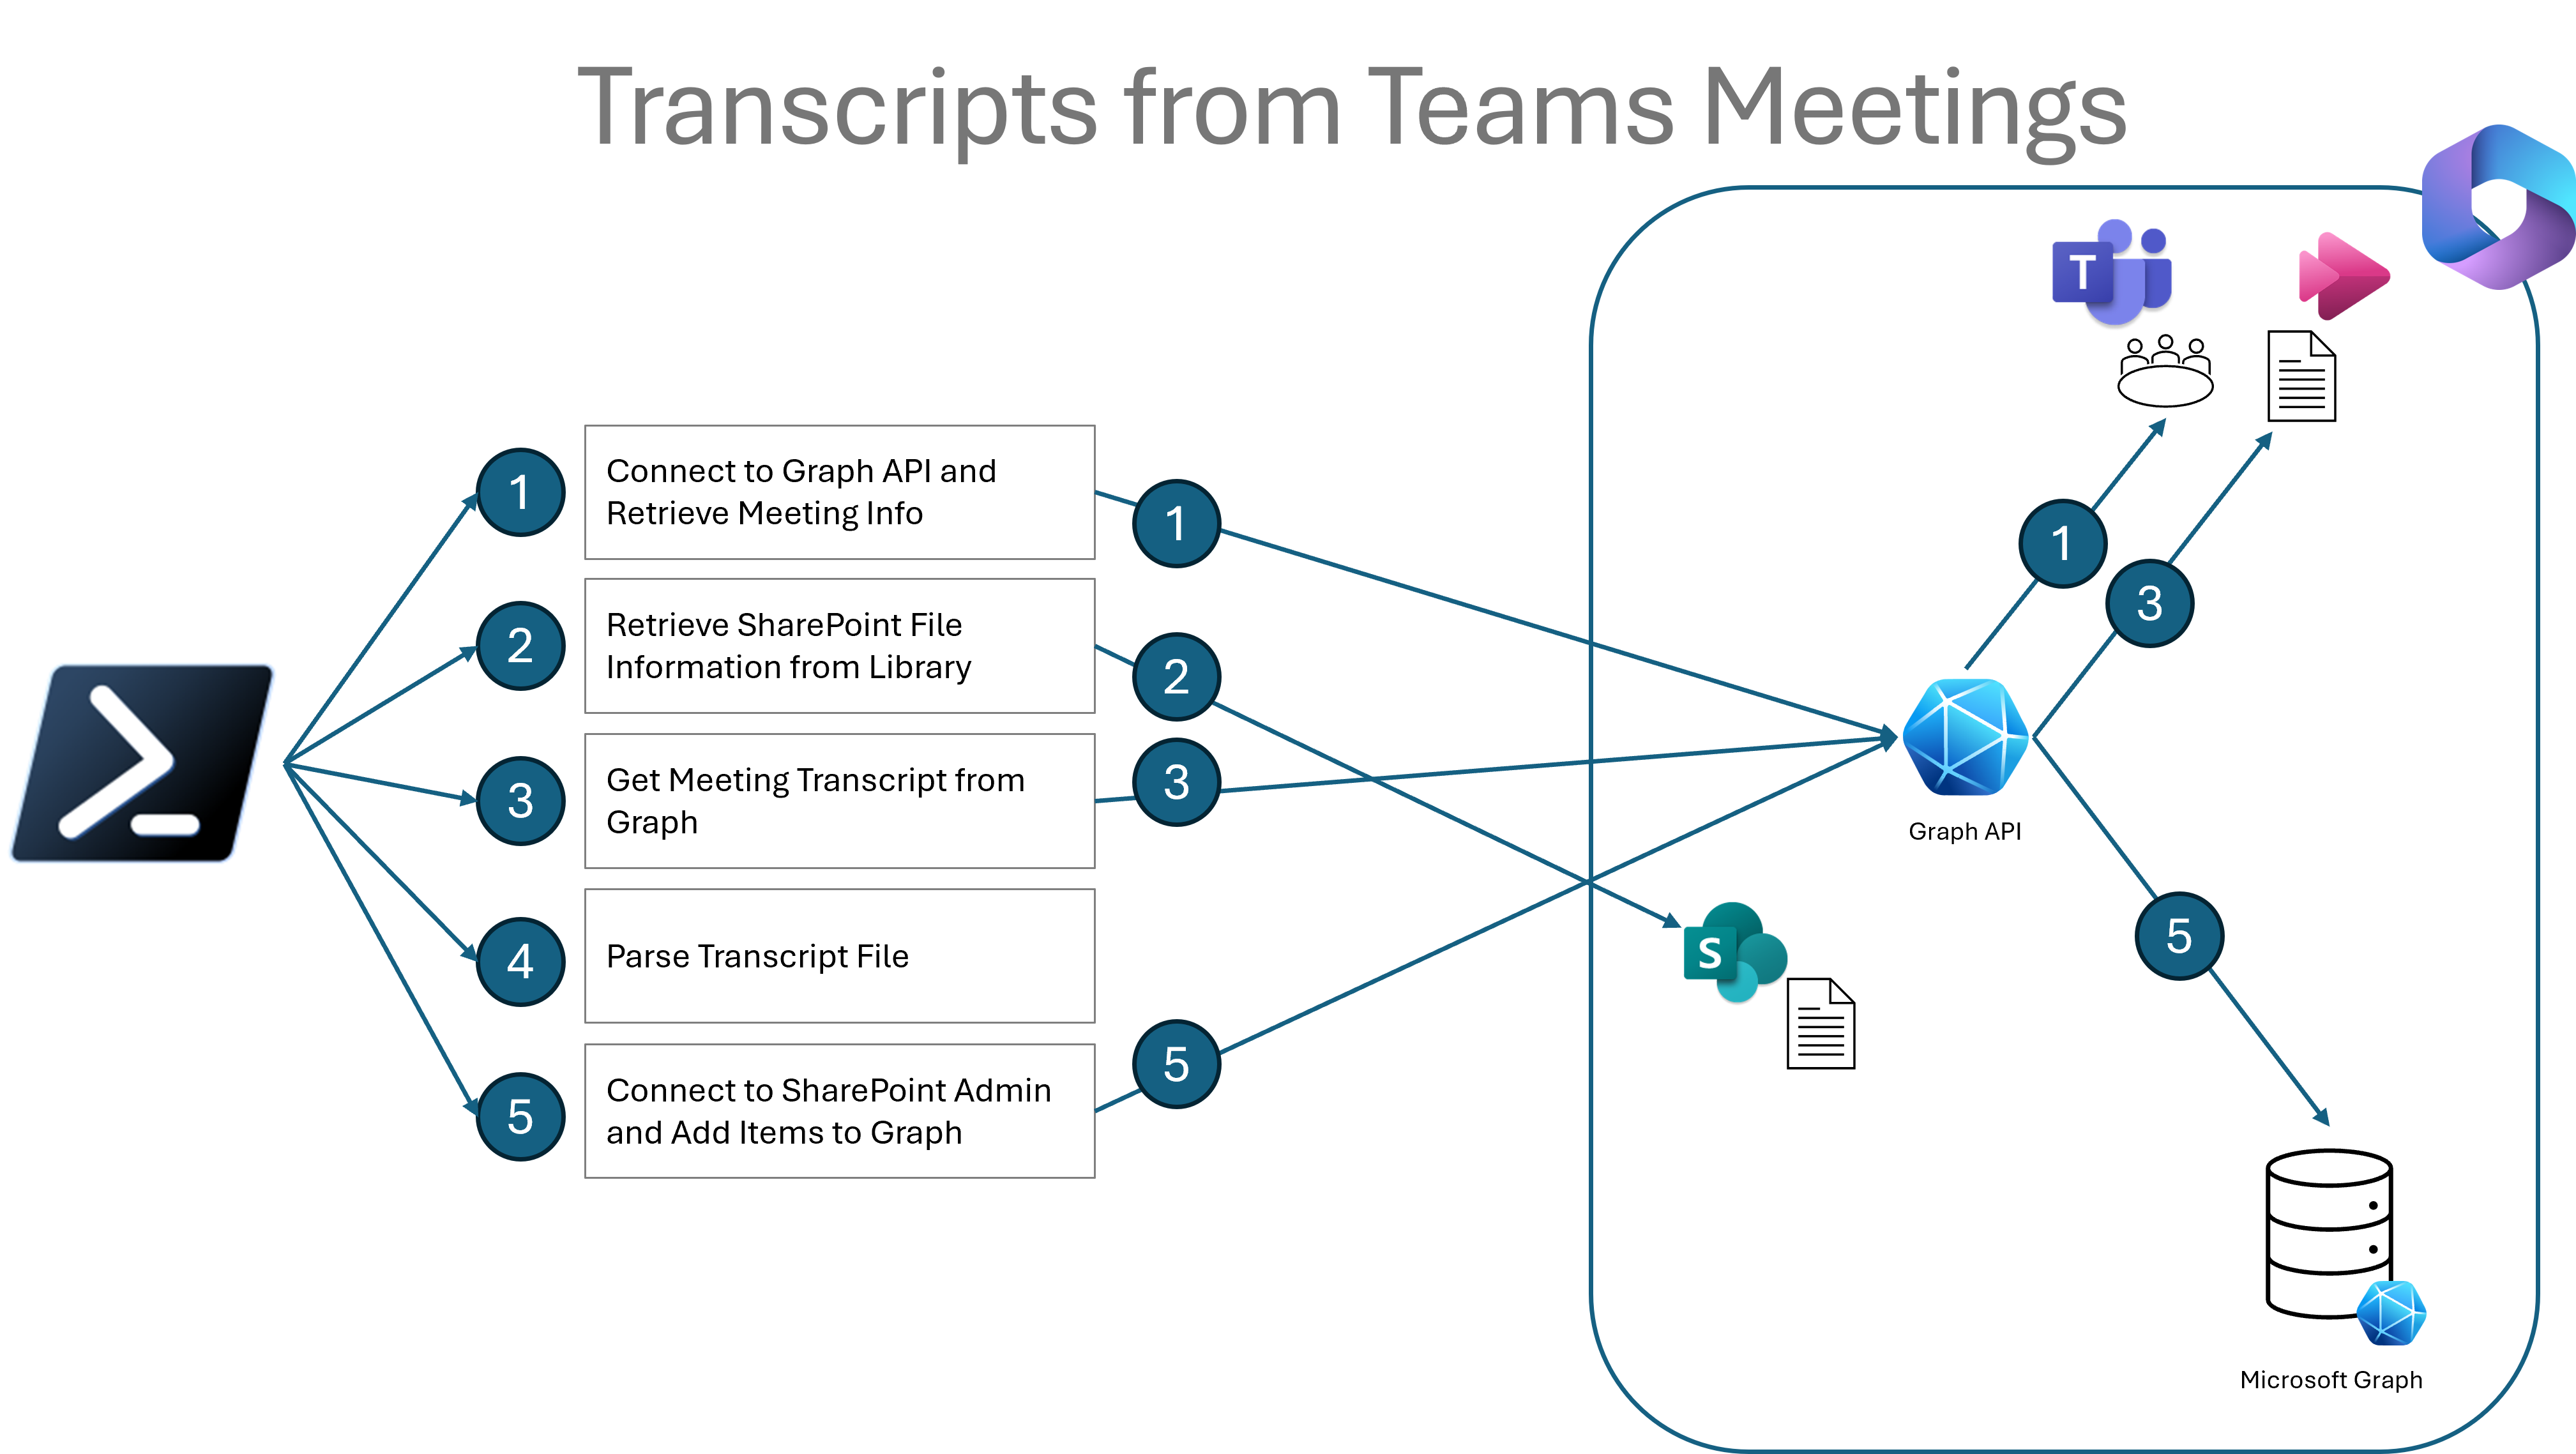 Transcripts from Teams Meetings
T
1
Connect to Graph API and
Retrieve Meeting Info
1
1
2
Retrieve SharePoint File
Information from Library
2
3
3
Get Meeting Transcript from
Graph
3
Graph API
4
Parse Transcript File
S
5
5
Connect to SharePoint Admin
and Add Items to Graph
5
Microsoft Graph